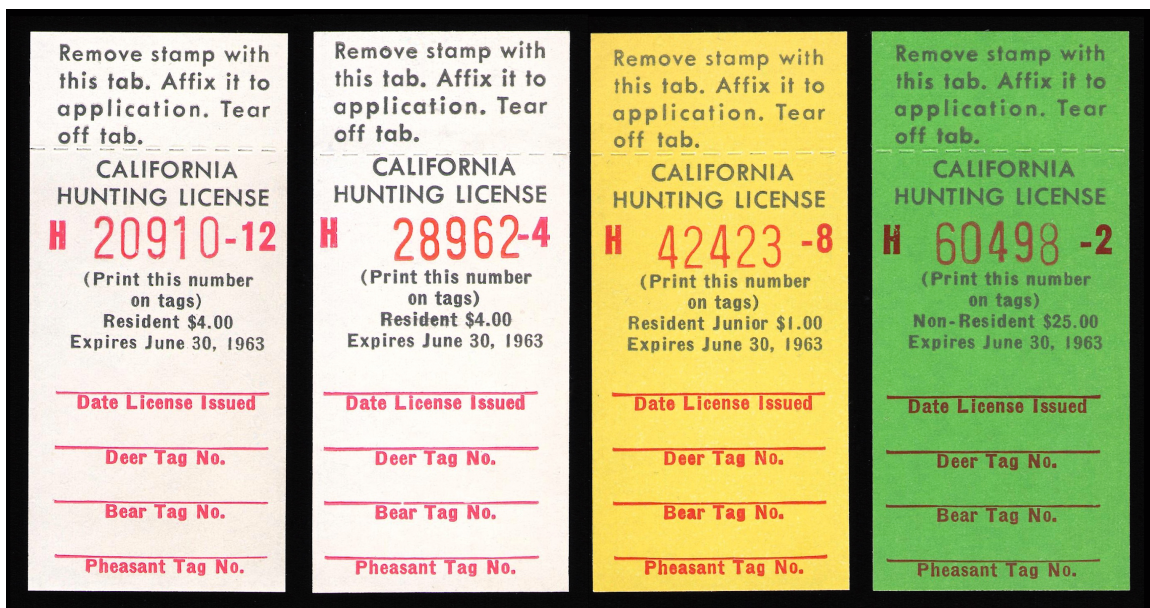 Remove stamp with
this tab. Affix it to
application. Tear
off tab.
CALIFORNIA
HUNTING LICENSE
H 20910-12
(Print this number
on tags)
Resident $4.00
Expires June 30, 1963
Date License Issued
Deer Tag No.
Bear Tag No.
Pheasant Tag No.
Remove stamp with
this tab. Affix it to
application. Tear
off tab.
CALIFORNIA
HUNTING LICENSE
H 28962-4
(Print this number
on tags)
Resident $4.00
Expires June 30, 1963
Date License Issued
Deer Tag No.
Bear Tag No.
Pheasant Tag No.
Remove stamp with
this tab. Affix it to
application. Tear
off tab.
CALIFORNIA
HUNTING LICENSE
H 42423 -8
(Print this number
on tags)
Resident Junior $1.00
Expires June 30, 1963
Date License Issued
Deer Tag No.
Bear Tag No.
Pheasant Tag No.
Remove stamp with
this tab. Affix it to
application. Tear
off tab.
CALIFORNIA
HUNTING LICENSE
H 60498 -2
(Print this number
on tags)
Non-Resident $25.00
Expires June 30, 1963
Date License Issued
Deer Tag No.
Bear Tag No.
Pheasant Tag No.